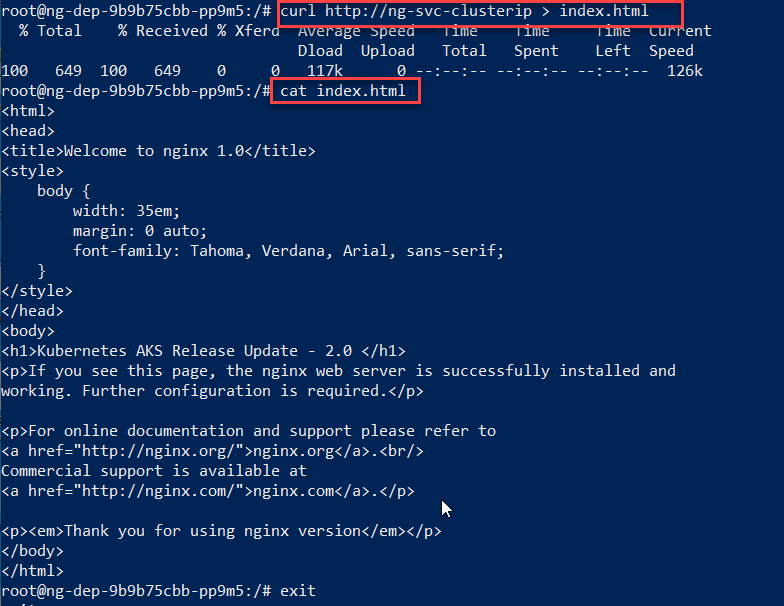 root@ng-dep-9b9b75cbb-pp9m5:/# curl http://ng-svc-clusterip > index.html
  % Total    % Received % Xferd  Average Speed   Time    Time     Time  Current
                                 Dload  Upload   Total   Spent    Left  Speed
100   649  100   649    0     0   117k      0 --:--:-- --:--:-- --:--:--  126k
root@ng-dep-9b9b75cbb-pp9m5:/# cat index.html
<html>
<head>
<title>Welcome to nginx 1.0</title>
<style>
    body {
        width: 35em;
        margin: 0 auto;
        font-family: Tahoma, Verdana, Arial, sans-serif;
    }
</style>
</head>
<body>
<h1>Kubernetes AKS Release Update - 2.0 </h1>
<p>If you see this page, the nginx web server is successfully installed and
working. Further configuration is required.</p>

<p>For online documentation and support please refer to
<a href="http://nginx.org/">nginx.org</a>.<br/>
Commercial support is available at
<a href="http://nginx.com/">nginx.com</a>.</p>

<p><em>Thank you for using nginx version</em></p>
</body>
</html>
root@ng-dep-9b9b75cbb-pp9m5:/# exit